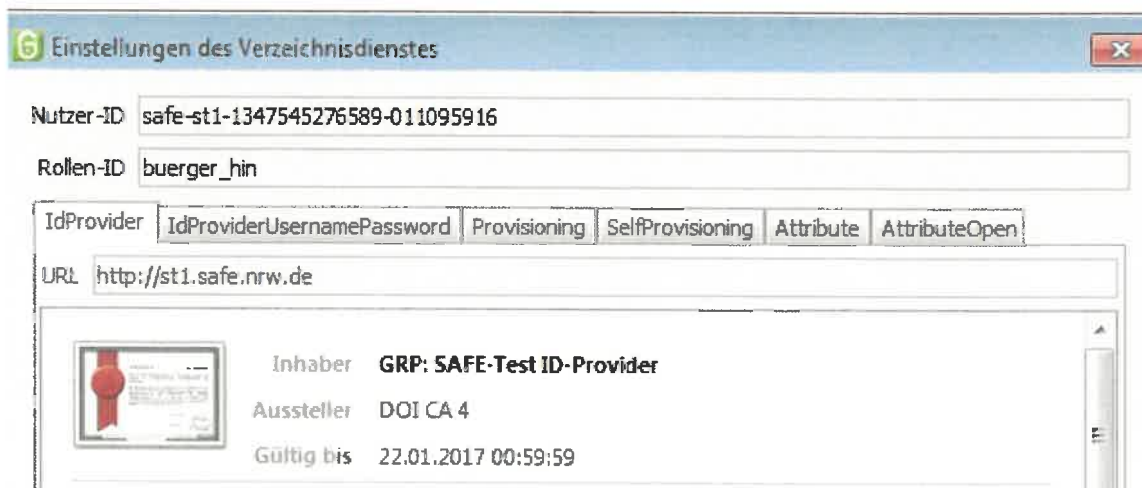 Einstellungen des Verzeichnisdienstes
Nutzer-ID safe-st1-1347545276589-011095916
Rollen-ID buerger_hin
IdProvider IdProviderUsernamePassword Provisioning SelfProvisioning Attribute AttributeOpen
URL http://st1.safe.nrw.de
Inhaber GRP: SAFE-Test ID-Provider
Aussteller DOI CA 4
Gültig bis 22.01.2017 00:59:59